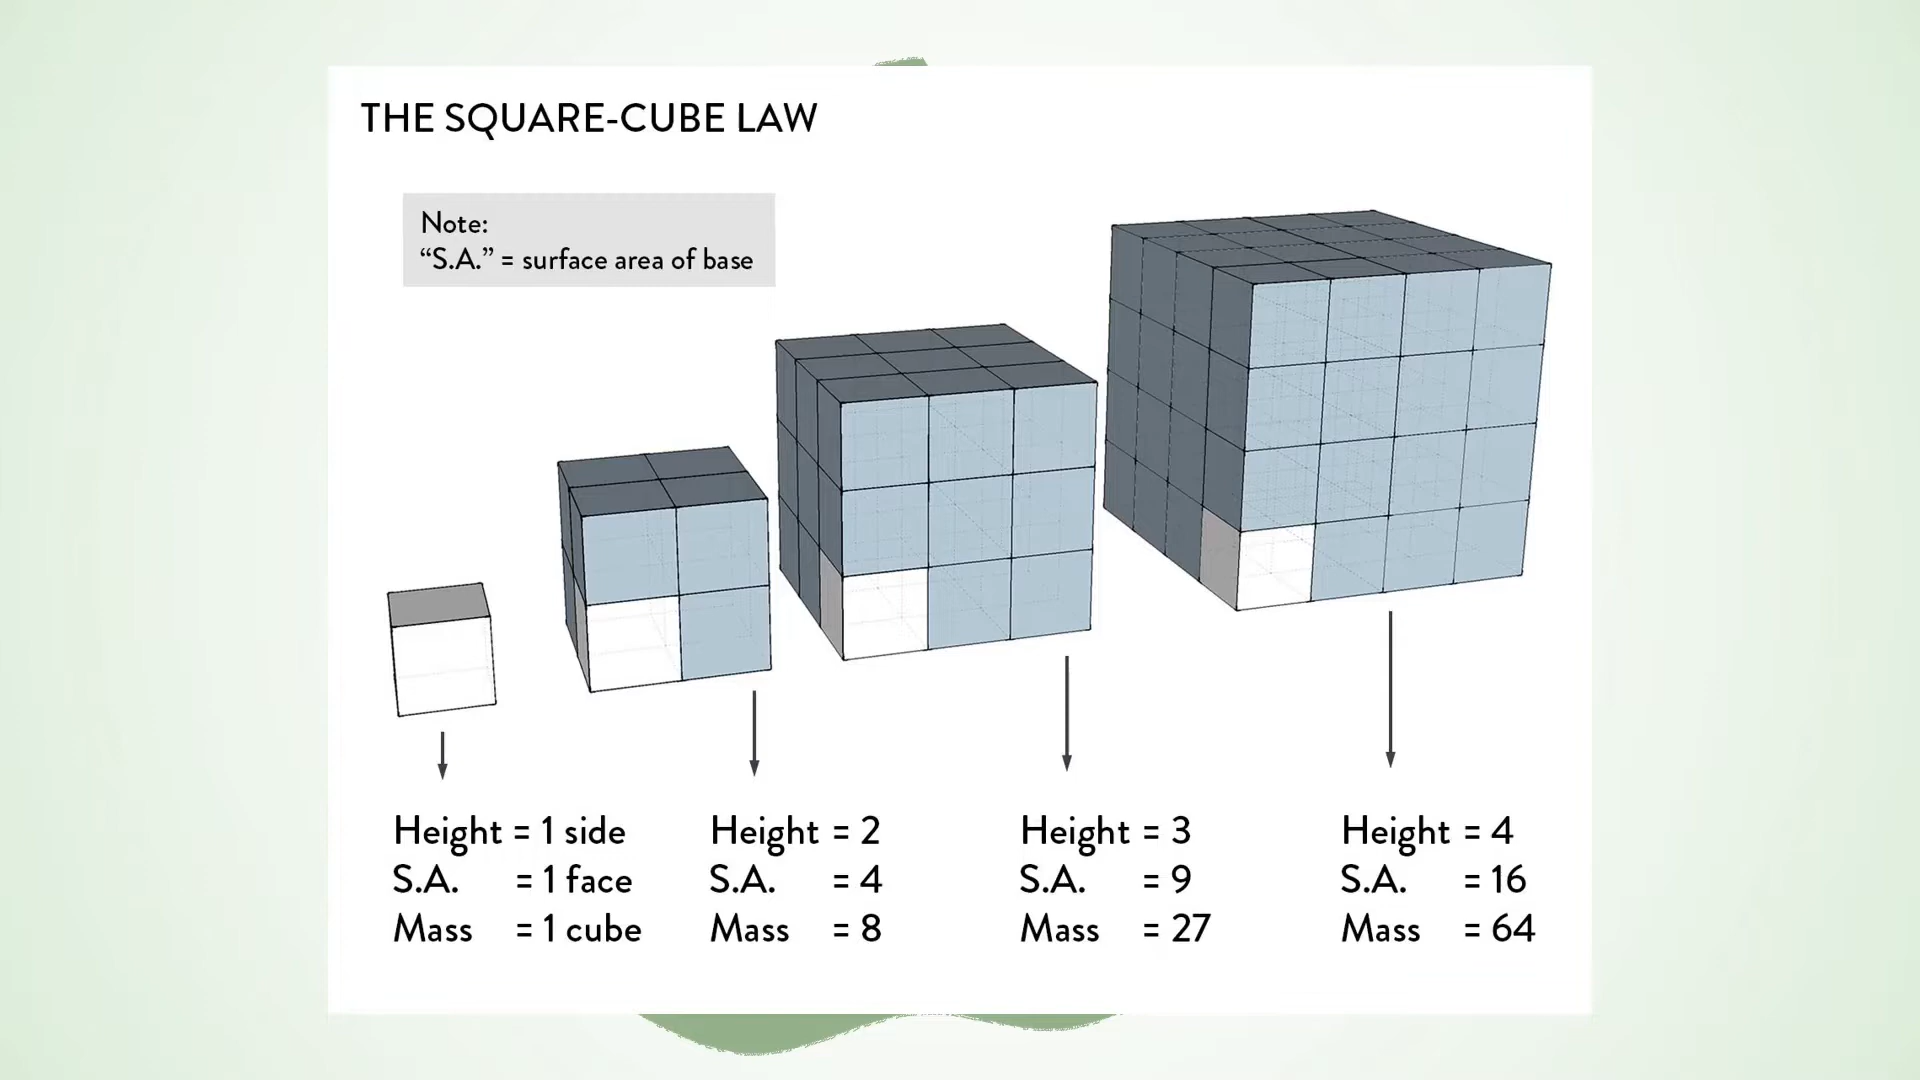 THE SQUARE-CUBE LAW
Note:
“S.A.” = surface area of base
Height = 1 side
S.A. = 1 face
Mass = 1 cube
Height = 2
S.A. = 4
Mass = 8
Height = 3
S.A. = 9
Mass = 27
Height = 4
S.A. = 16
Mass = 64